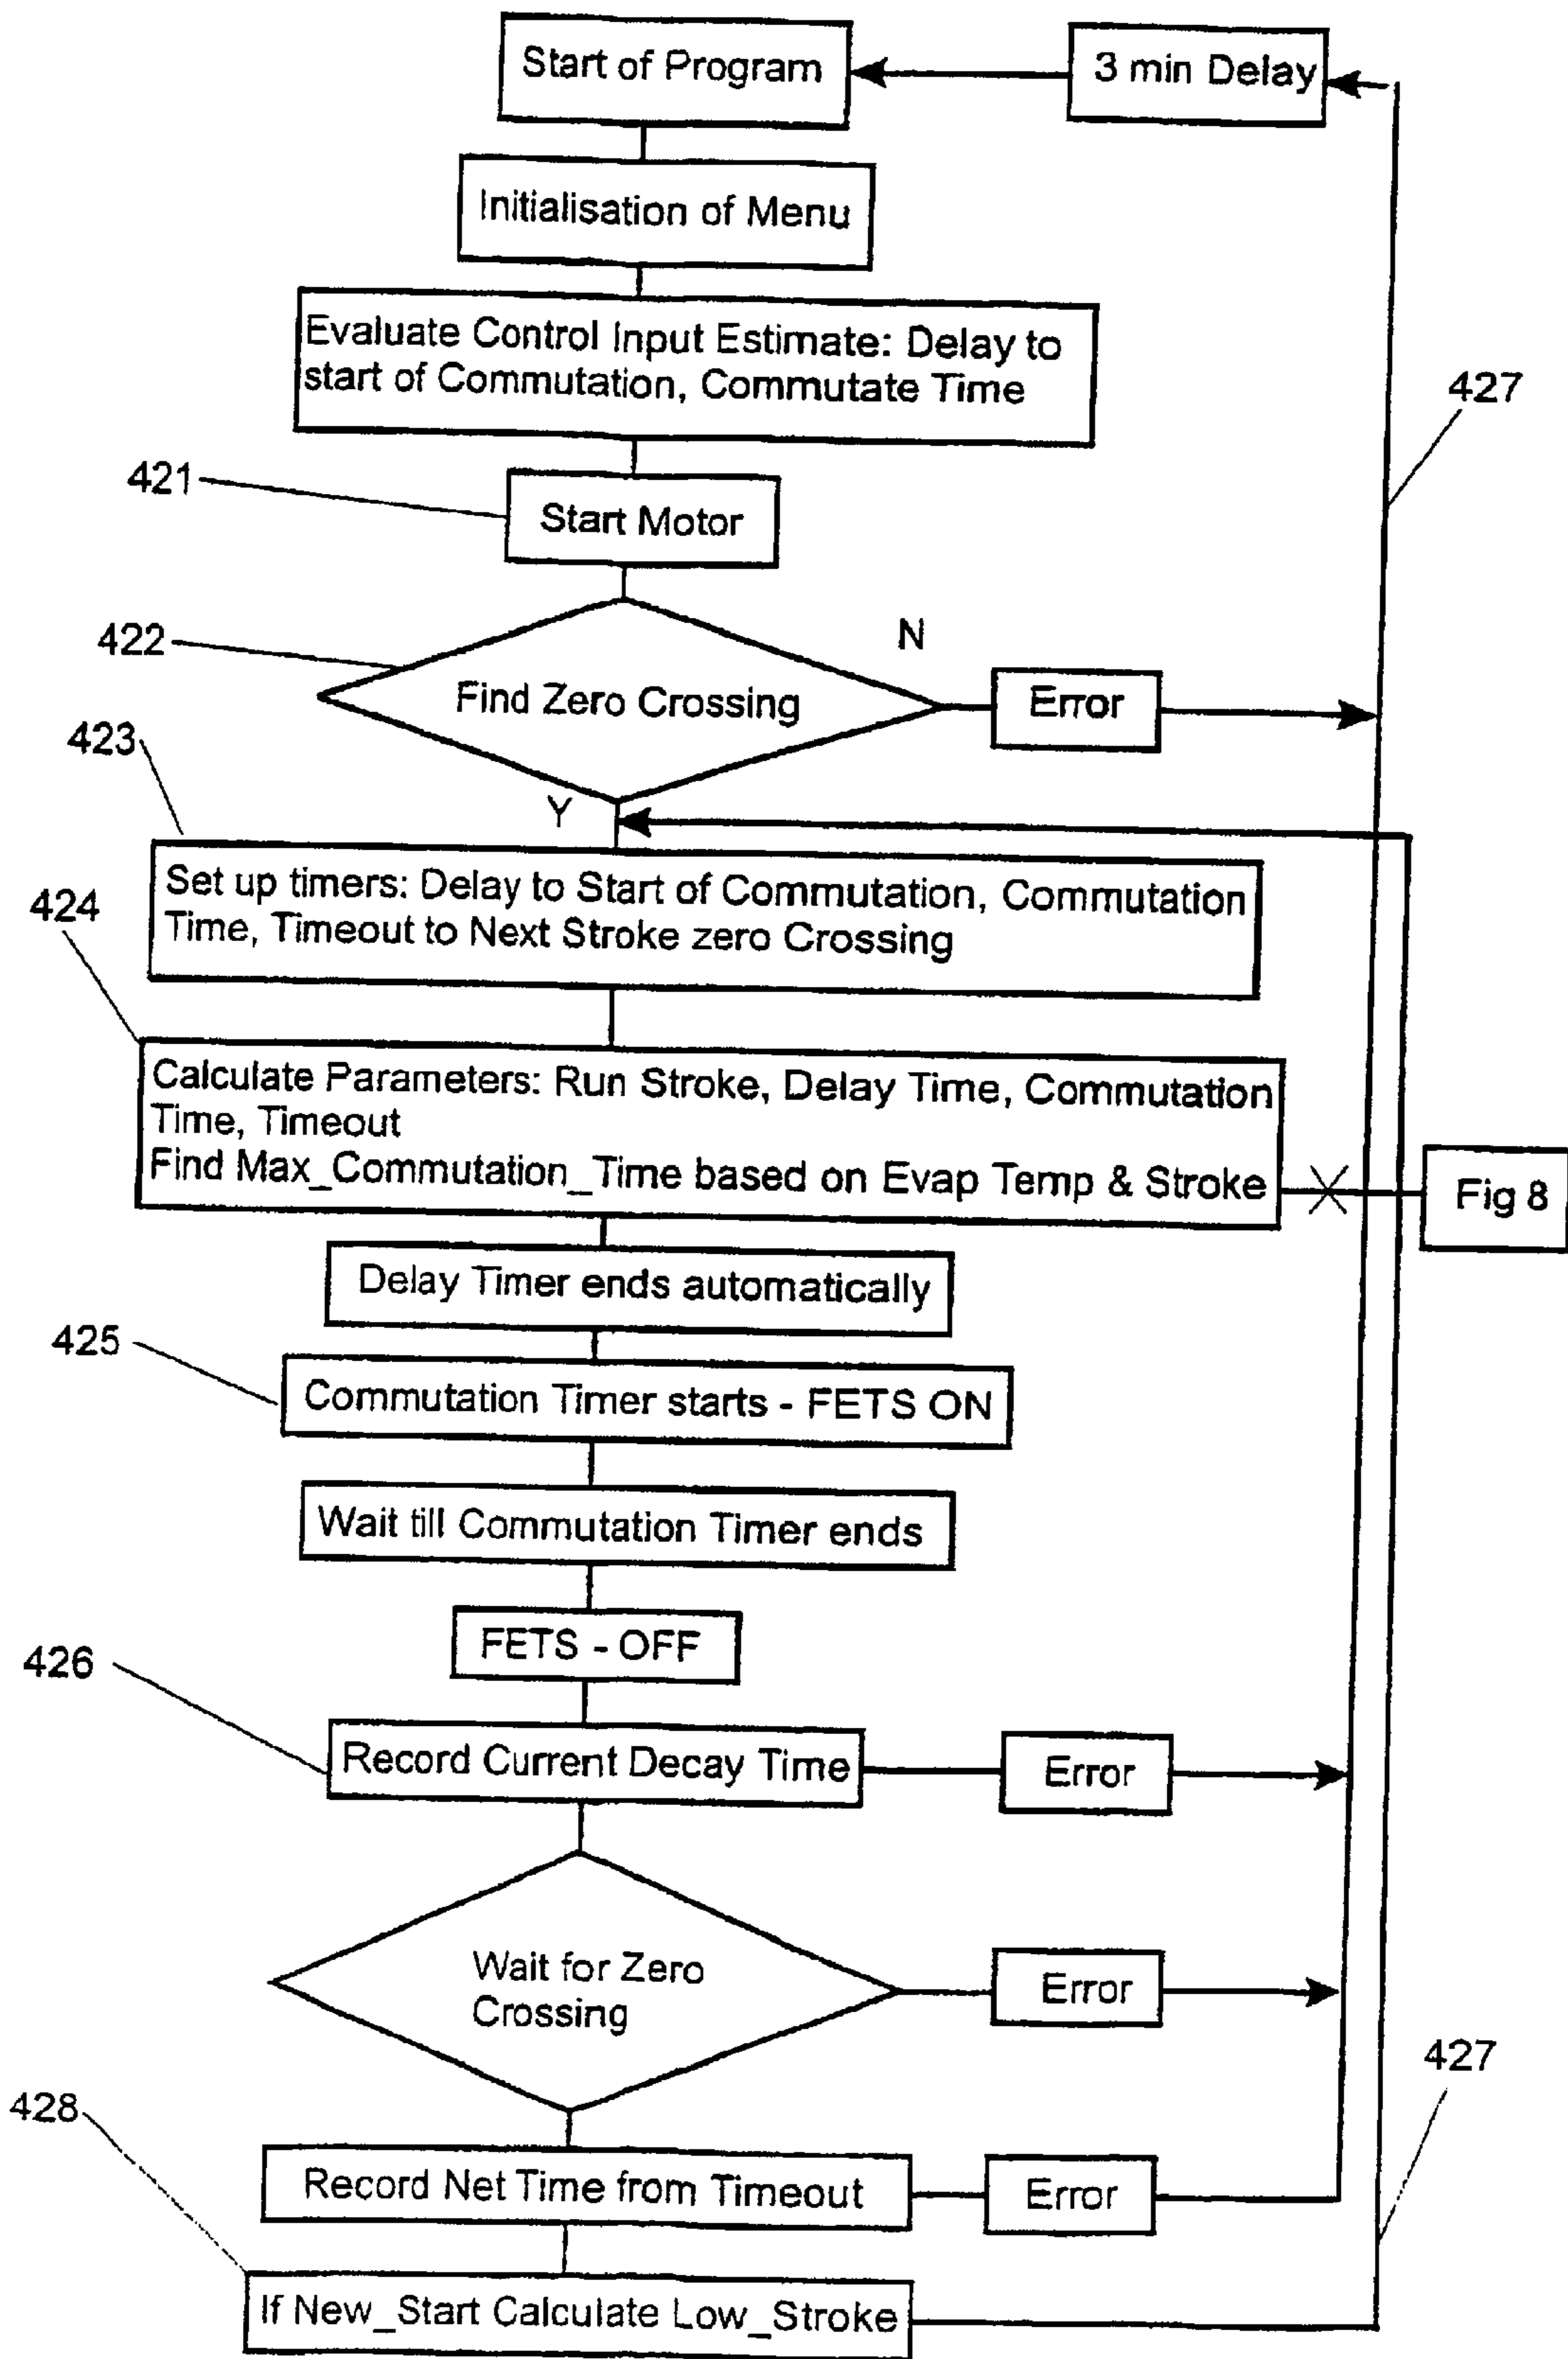 Start of Program
3 min Delay
Initialisation of Menu
Evaluate Control Input Estimate: Delay to
start of Commutation, Commutate Time
427
421
Start Motor
422
N
Find Zero Crossing
Error
423
Y
Set up timers: Delay to Start of Commutation, Commutation
Time, Timeout to Next Stroke zero Crossing
424
Calculate Parameters: Run Stroke, Delay Time, Commutation
Time, Timeout
Find Max_Commutation_Time based on Evap Temp & Stroke
Fig 8
Delay Timer ends automatically
425
Commutation Timer starts - FETS ON
Wait till Commutation Timer ends
FETS - OFF
426
Record Current Decay Time
Error
Wait for Zero
Crossing
Error
427
428
Record Net Time from Timeout
Error
If New_Start Calculate Low_Stroke